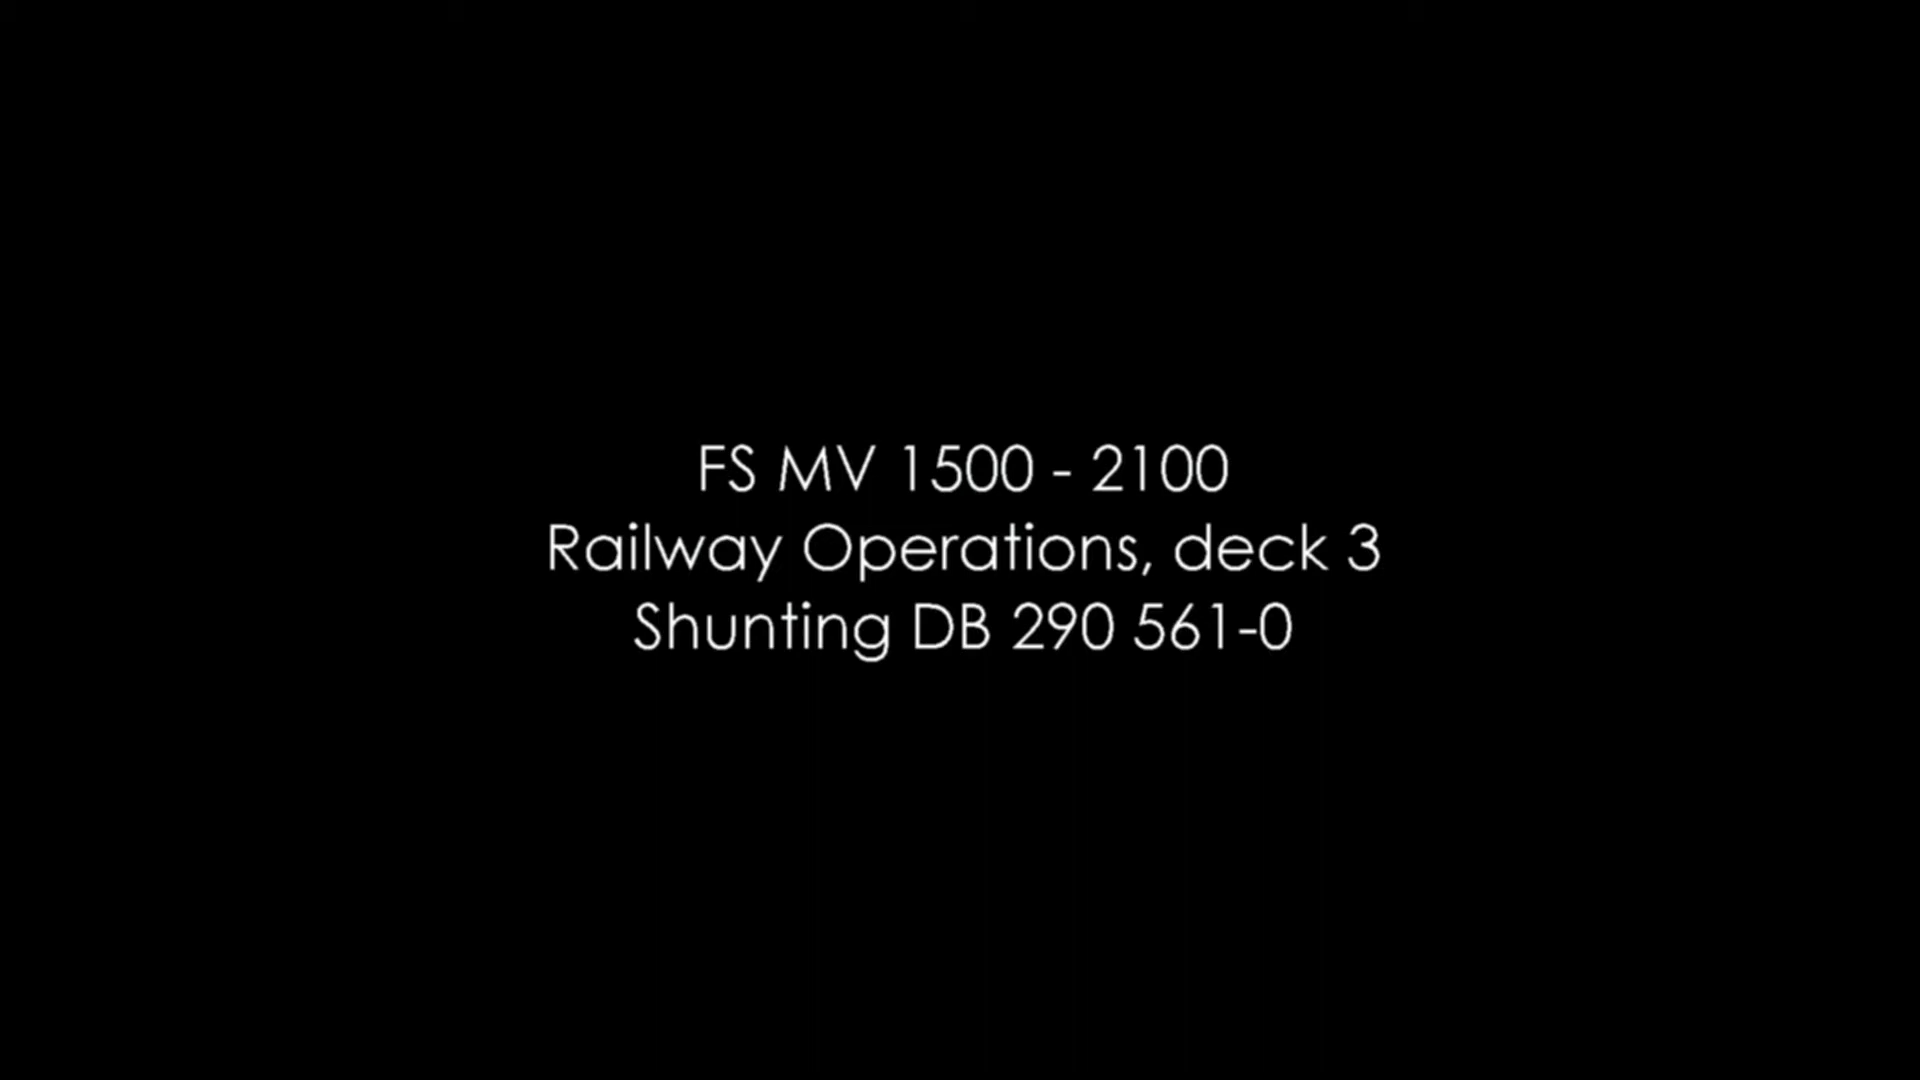 FS MV 1500 - 2100
Railway Operations, deck 3
Shunting DB 290 561-0